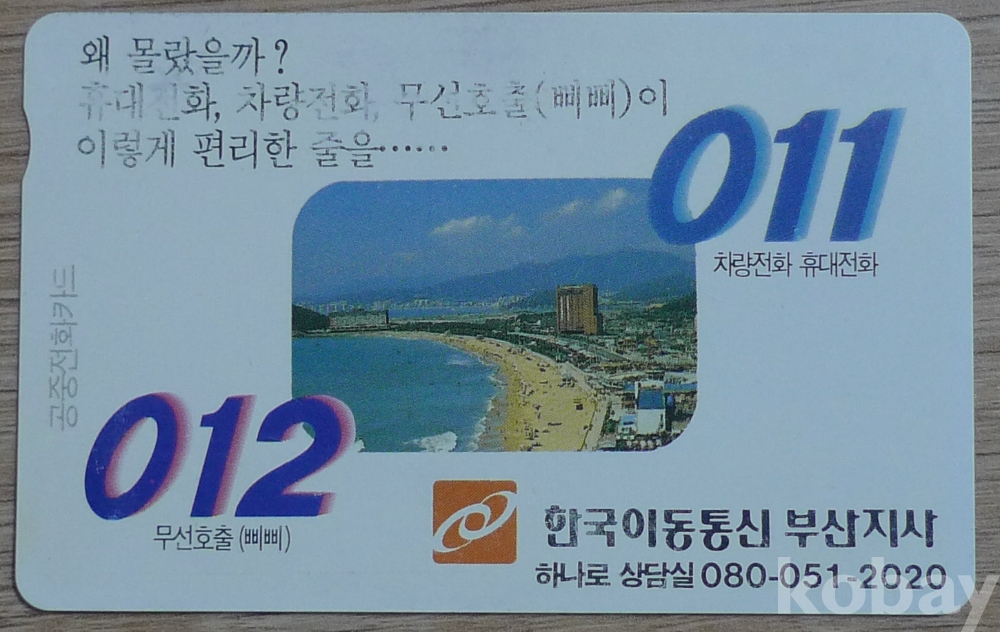 왜 몰랐을까?
휴대전화, 차량전화, 무선호출(삐삐)이
이렇게 편리한 줄을……
011
차량전화 휴대전화
공중전화카드
012
무선호출(삐삐)
한국이동통신 부산지사
하나로 상담실 080-051-2020
kobay